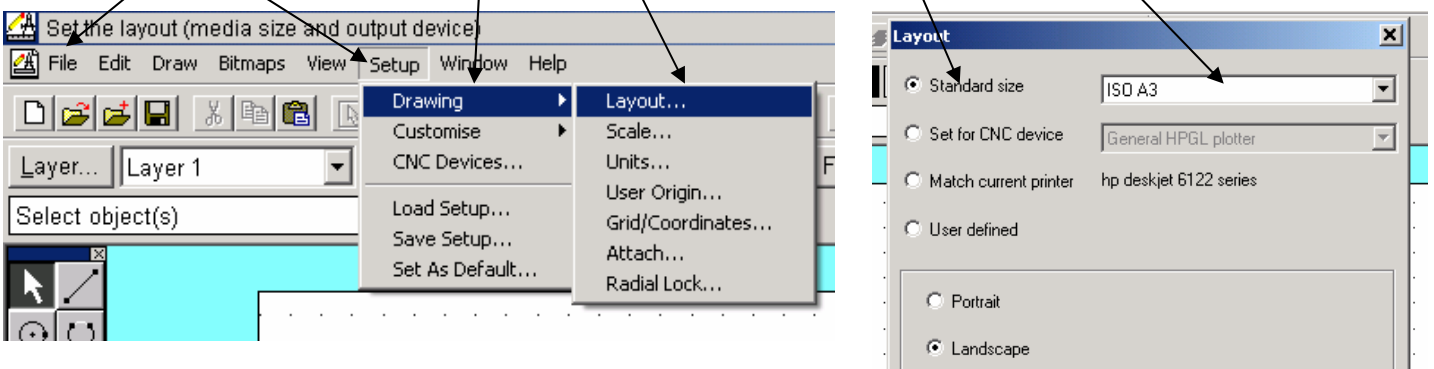 Set the layout (media size and output device)
File Edit Draw Bitmaps View Setup Window Help
Layer... Layer 1
Select object(s)
Drawing
Customise
CNC Devices...
Load Setup...
Save Setup...
Set As Default...
Layout...
Scale...
Units...
User Origin...
Grid/Coordinates...
Attach...
Radial Lock...
F
Layout
Standard size ISO A3
Set for CNC device General HPGL plotter
Match current printer hp deskjet 6122 series
User defined
Portrait
Landscape